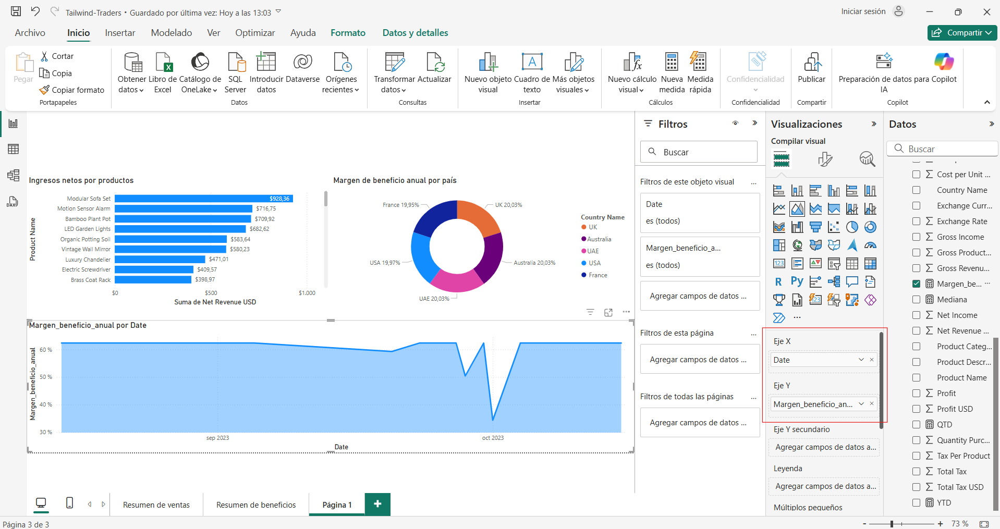 Tailwind-Traders • Guardado por última vez: Hoy a las 13:03
Iniciar sesión
Archivo
Inicio
Insertar
Modelado
Ver
Optimizar
Ayuda
Formato
Datos y detalles
Compartir
Pegar
Cortar
Copia
Copiar formato
Portapapeles
Obtener datos
Libro de Excel
Catálogo de OneLake
SQL Server
Introducir datos
Dataverse
Orígenes recientes
Datos
Transformar datos
Actualizar
Consultas
Nuevo objeto visual
Cuadro de texto
Más objetos visuales
Insertar
Nuevo cálculo visual
Nueva medida
Medida rápida
Cálculos
Confidencialidad
Confidencialidad
Publicar
Compartir
Preparación de datos para IA
Copilot
Copilot
DAX
Ingresos netos por productos
Product Name
Modular Sofa Set $928,36
Motion Sensor Alarm $716,75
Bamboo Plant Pot $709,92
LED Garden Lights $682,62
Organic Potting Soil $583,64
Vintage Wall Mirror $580,23
Luxury Chandelier $471,01
Electric Screwdriver $409,57
Brass Coat Rack $398,97
$0 $500 $1.000
Suma de Net Revenue USD
Margen de beneficio anual por país
France 19,95%
UK 20,03%
USA 19,97%
Australia 20,03%
UAE 20,03%
Country Name
UK
Australia
UAE
USA
France
Margen_beneficio_anual por Date
Margen_beneficio_anual
60 %
50 %
40 %
30 %
sep 2023 oct 2023
Date
Filtros
Buscar
Filtros de este objeto visual ...
Date
es (todos)
Margen_beneficio_a...
es (todos)
Agregar campos de datos ...
Filtros de esta página ...
Agregar campos de datos ...
Filtros de todas las páginas ...
Agregar campos de datos ...
Visualizaciones
Compilar visual
123
R
Py
123
...
Eje X
Date
Eje Y
Margen_beneficio_an...
Eje Y secundario
Agregar campos de datos a...
Leyenda
Agregar campos de datos a...
Múltiplos pequeños
Datos
Buscar
Cost per Unit ...
Country Name
Exchange Curr...
Exchange Rate
Gross Income
Gross Product...
Gross Revenu...
Margen_be... ...
Mediana
Net Income
Net Revenue ...
Product Categ...
Product Descr...
Product Name
Profit
Profit USD
QTD
Quantity Purc...
Tax Per Product
Total Tax
Total Tax USD
YTD
Resumen de ventas
Resumen de beneficios
Página 1
+
Página 3 de 3
- + 73 %